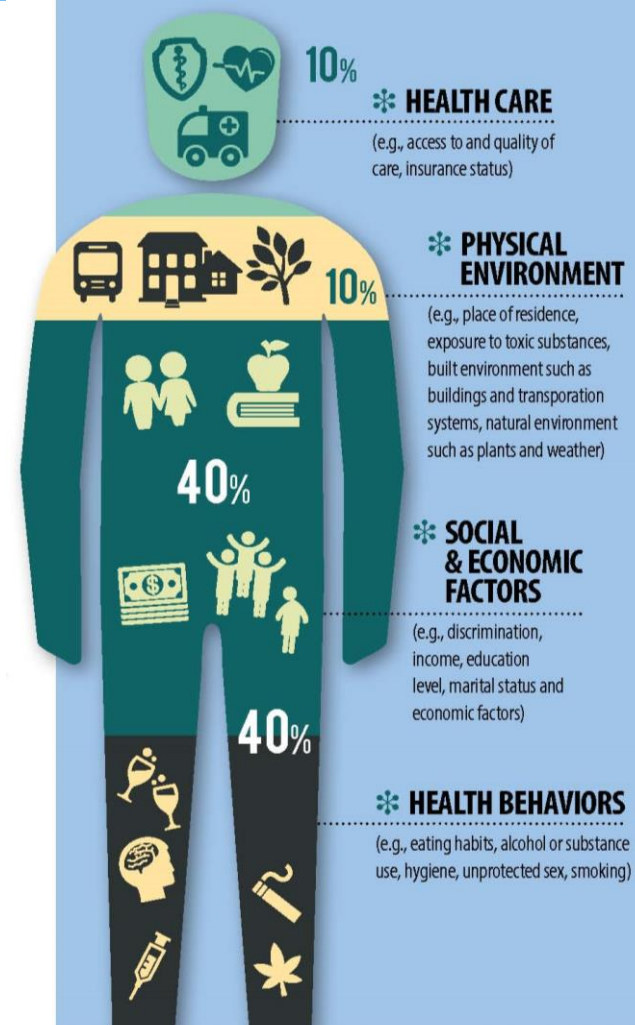 10%
HEALTH CARE
(e.g., access to and quality of
care, insurance status)
PHYSICAL
ENVIRONMENT
10%
(e.g., place of residence,
exposure to toxic substances,
built environment such as
buildings and transporation
systems, natural environment
such as plants and weather)
40%
SOCIAL
& ECONOMIC
FACTORS
(e.g., discrimination,
income, education
level, marital status and
economic factors)
40%
HEALTH BEHAVIORS
(e.g., eating habits, alcohol or substance
use, hygiene, unprotected sex, smoking)